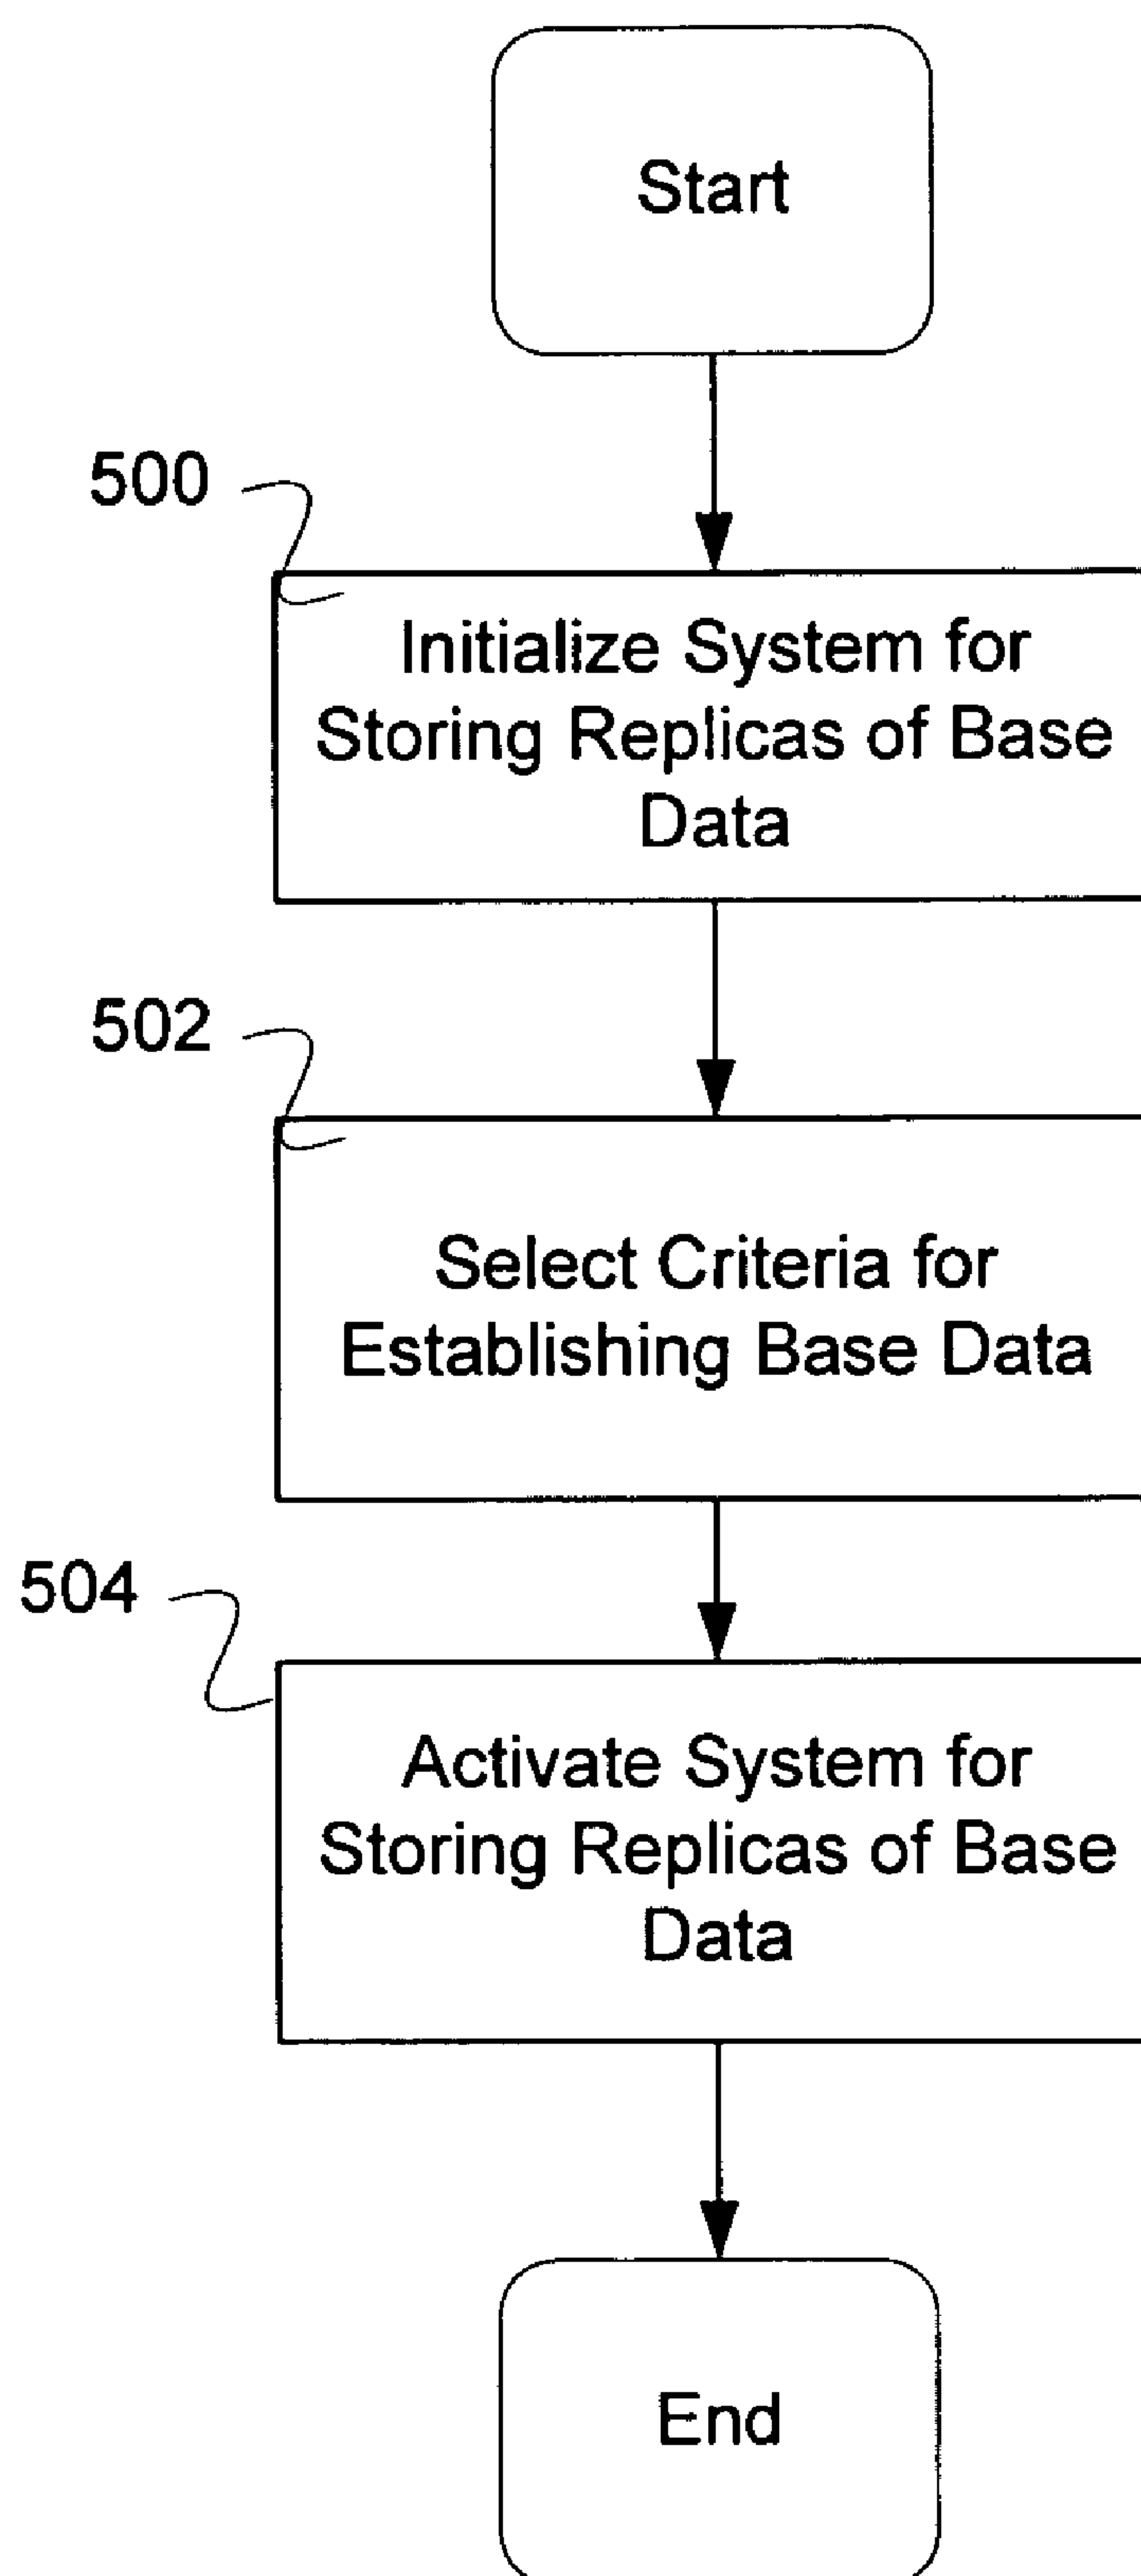 Start
500
Initialize System for
Storing Replicas of Base
Data
502
Select Criteria for
Establishing Base Data
504
Activate System for
Storing Replicas of Base
Data
End